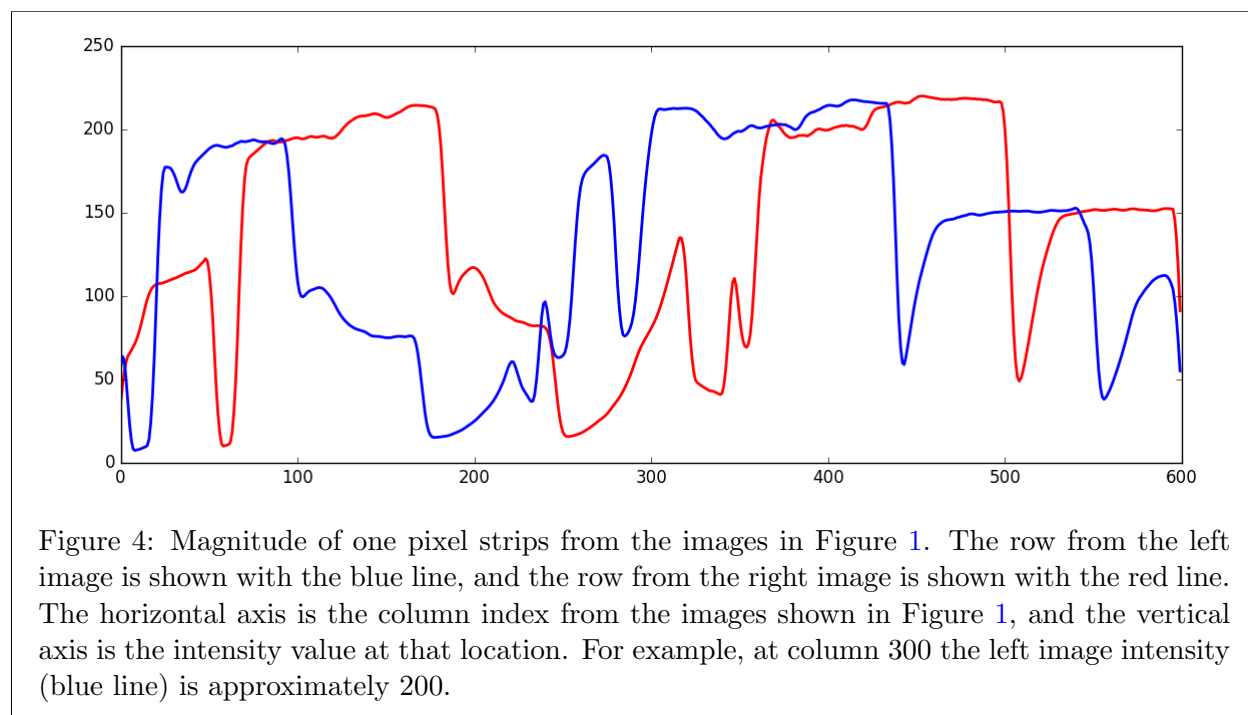 250
200
150
100
50
0
0 100 200 300 400 500 600
Figure 4: Magnitude of one pixel strips from the images in Figure 1. The row from the left
image is shown with the blue line, and the row from the right image is shown with the red line.
The horizontal axis is the column index from the images shown in Figure 1, and the vertical
axis is the intensity value at that location. For example, at column 300 the left image intensity
(blue line) is approximately 200.